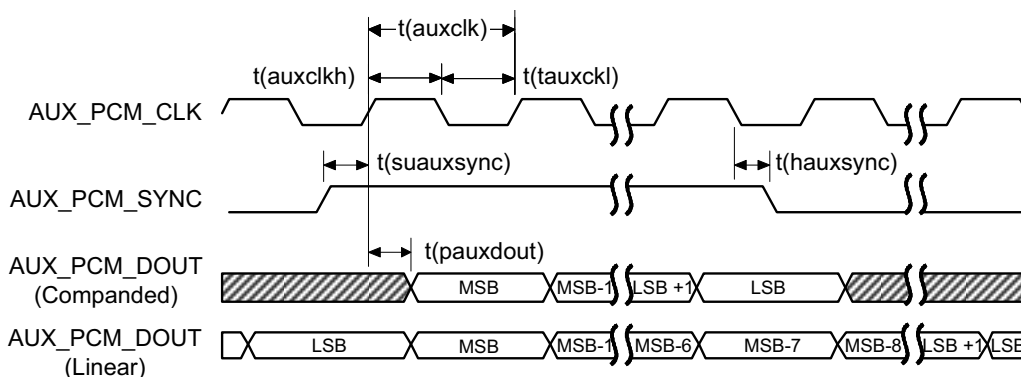 t(auxclk)
t(auxclkh)
t(tauxckl)
AUX_PCM_CLK
t(suauxsync)
t(hauxsync)
AUX_PCM_SYNC
t(pauxdout)
AUX_PCM_DOUT
(Companded)
MSB MSB-1 LSB +1 LSB
AUX_PCM_DOUT
(Linear)
LSB MSB MSB-1 MSB-6 MSB-7 MSB-8 LSB +1 LSB